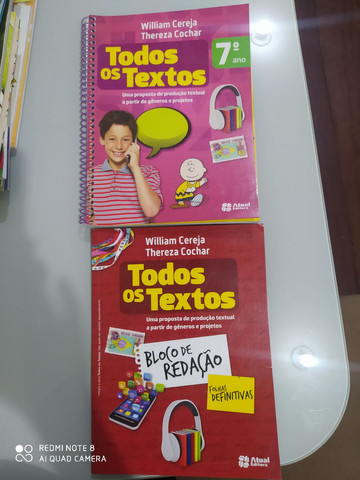 William Cereja
Thereza Cochar
Todos
os Textos
7º
ano
Uma proposta de produção textual
a partir de gêneros e projetos
Atual
Editora
William Cereja
Thereza Cochar
Todos
os Textos
Uma proposta de produção textual
a partir de gêneros e projetos
BLOCO DE
REDAÇÃO
FOLHAS
DEFINITIVAS
Atual
Editora
REDMI NOTE 8
AI QUAD CAMERA